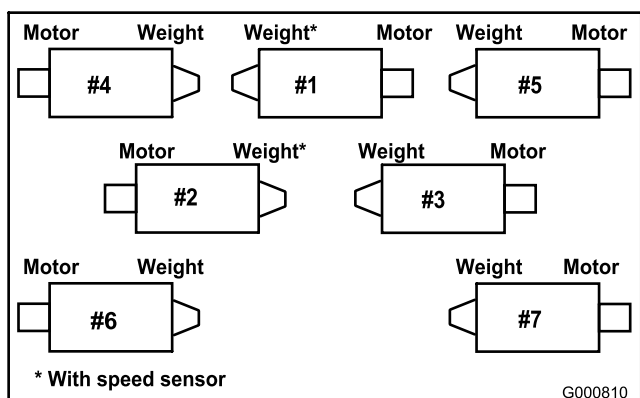 Motor Weight Weight* Motor Weight Motor
#4 #1 #5
Motor Weight* Weight Motor
#2 #3
Motor Weight Weight Motor
#6 #7
* With speed sensor
G000810